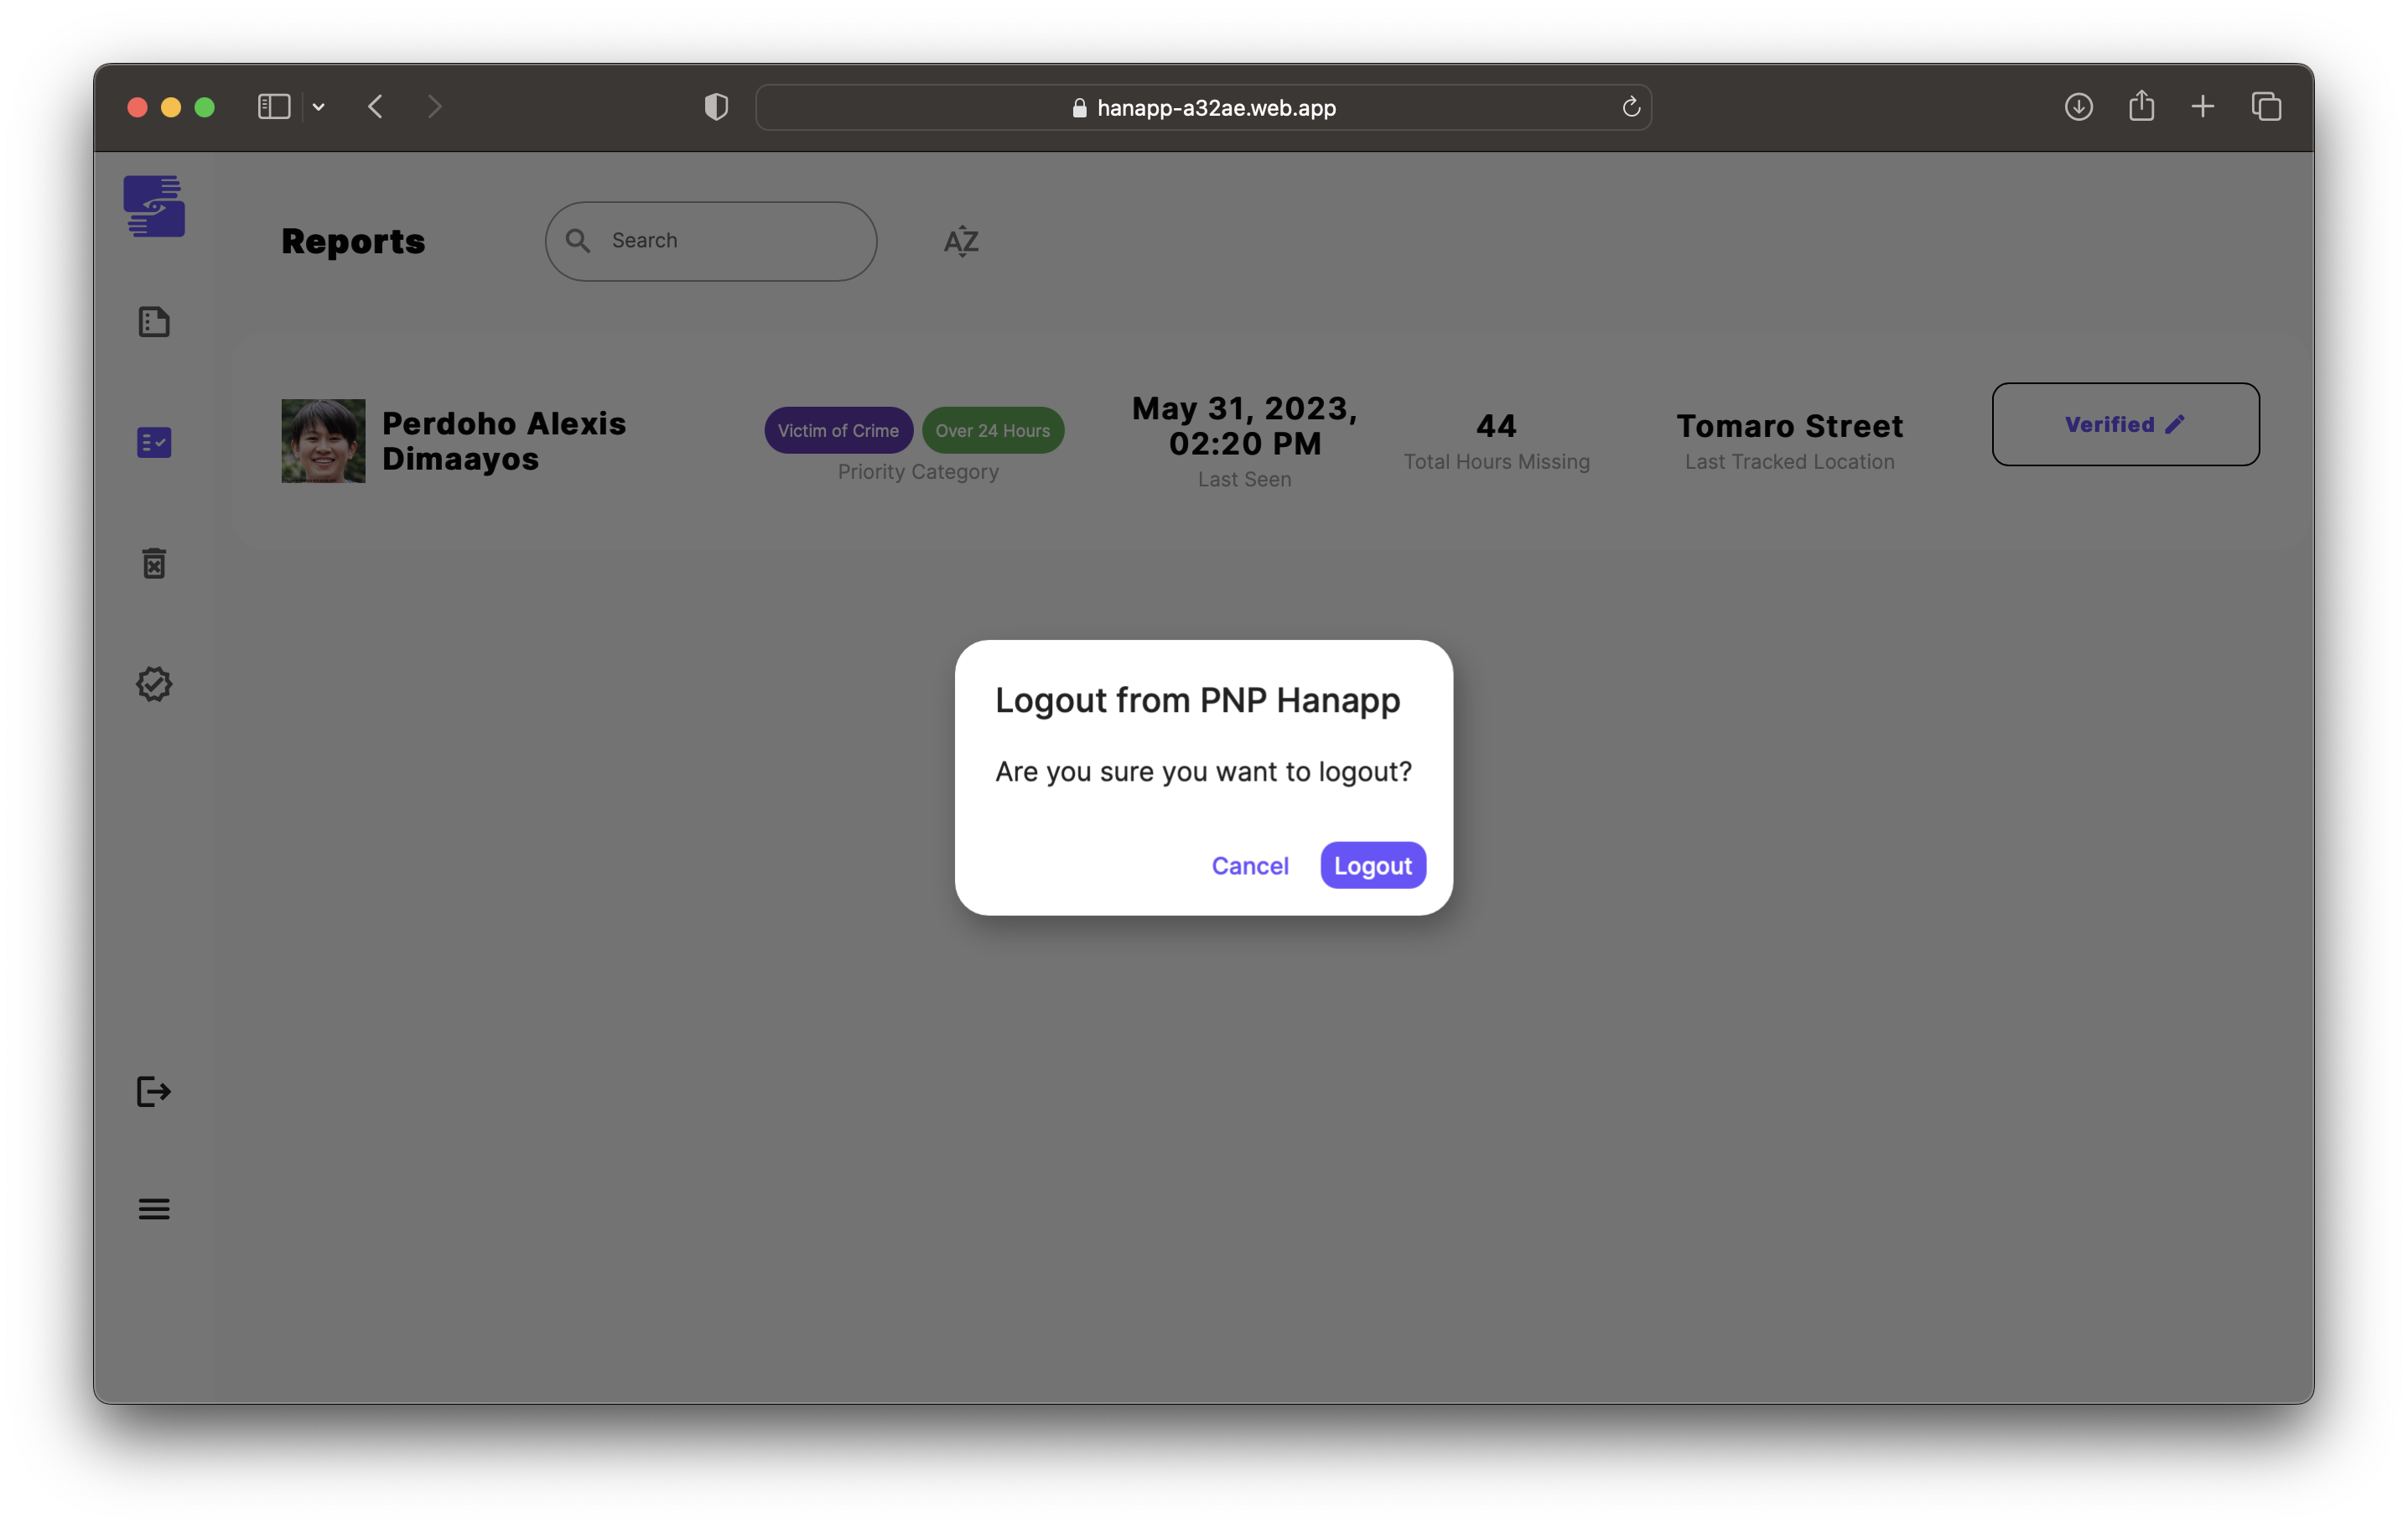 hanapp-a32ae.web.app
Reports
Search
AZ
Perdoho Alexis
Dimaayos
Victim of Crime
Over 24 Hours
Priority Category
May 31, 2023,
02:20 PM
Last Seen
44
Total Hours Missing
Tomaro Street
Last Tracked Location
Verified
Logout from PNP Hanapp
Are you sure you want to logout?
Cancel
Logout